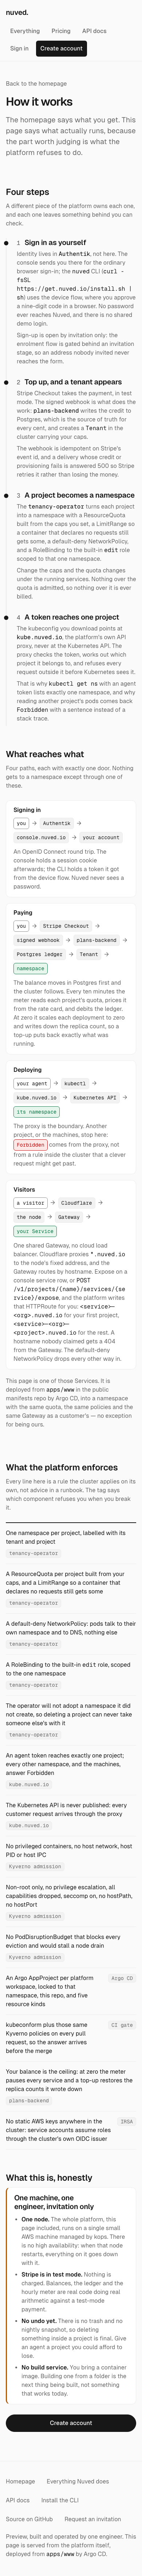 nuved.
Everything
Pricing
API docs
Sign in
Create account
Back to the homepage
How it works
The homepage says what you get. This
page says what actually runs, because
the part worth judging is what the
platform refuses to do.
Four steps
A different piece of the platform owns each one,
and each one leaves something behind you can
check.
1 Sign in as yourself
Identity lives in Authentik, not here. The
console sends you there for the ordinary
browser sign-in; the nuved CLI (curl -
fsSL
https://get.nuved.io/install.sh |
sh) uses the device flow, where you approve
a short code in a browser. No password is
ever seen by Nuved, and there is no shared
demo login.
Sign-up is open by invitation only: the
enrollment flow is gated behind an invitation
stage, so an address nobody invited never
reaches the form.
2 Top up, and a tenant appears
Stripe Checkout takes the payment, in test
mode. The signed webhook is what does the
work: plans-backend writes the credit to a
Postgres ledger, which is the source of truth
for money, and creates a Tenant in the
cluster carrying your caps.
The webhook is idempotent on Stripe's
event id, and a delivery whose credit or
provisioning fails is answered 500 so Stripe
retries it rather than losing the money.
3 A project becomes a namespace
The tenancy-operator turns each project
into a namespace with a ResourceQuota
built from the caps you set, a LimitRange so
a container that declares no requests still
gets some, a default-deny NetworkPolicy,
and a RoleBinding to the built-in edit role
scoped to that one namespace.
Change the caps and the quota changes
under the running services. Nothing over the
quota is admitted, so nothing over it is ever
billed.
4 A token reaches one project
The kubeconfig you download points at
kube.nuved.io, the platform's own API
proxy, never at the Kubernetes API. The
proxy checks the token, works out which
project it belongs to, and refuses every
request outside it before Kubernetes sees it.
That is why kubectl get ns with an agent
token lists exactly one namespace, and why
reading another project's secrets comes back
Forbidden with a sentence instead of a
stack trace.
What reaches what
Four paths, each with exactly one door. Nothing
gets to a namespace except through one of
these.
Signing in
you → Authentik →
console.nuved.io → your account
An OpenID Connect round trip. The
console holds a session cookie
afterwards; the CLI holds a token it got
from the device flow. Nuved never sees a
password.
Paying
you → Stripe Checkout →
signed webhook → plans-backend →
Postgres ledger → Tenant →
namespace
The balance moves in Postgres first and
the cluster follows. Every ten minutes the
meter reads each project's quota, prices it
from the rate card, and debits the ledger.
At zero it scales each deployment to zero
and writes down what the replica count
was, so a top-up puts back exactly what
was running.
Deploying
your agent → kubectl →
kube.nuved.io → Kubernetes API →
its namespace
The proxy is the boundary. Another
project, or the machines, stop here:
Forbidden comes from the proxy, not
from a rule inside the cluster that a clever
request might get past.
Visitors
a visitor → Cloudflare →
the node → Gateway →
your Service
One shared Gateway, no cloud load
balancer. Cloudflare proxies *.nuved.io
to the node's fixed address, and the
Gateway routes by hostname. Expose on a
console service row, or POST
/v1/projects/{name}/services/{se
rvice}/expose, and the platform writes
that HTTPRoute for you: <service>—
<org>.nuved.io for your first project,
<service>—<org>—
<project>.nuved.io for the rest. A
hostname nobody claimed gets a 404
from the Gateway. The default-deny
NetworkPolicy drops every other way in.
This page is one of those Services. It is
deployed from apps/www in the public
manifests repo by Argo CD, into a namespace
with the same quota, the same policies and the
same Gateway as a customer's — no exception
for being ours.
What the platform enforces
Every line here is a rule the cluster applies on its
own, not advice in a runbook. The tag says
which component refuses you when you break
it.
One namespace per project, labelled with its
tenant and project
tenancy-operator
A ResourceQuota per project built from your
caps, and a LimitRange so a container that
declares no requests still gets some
tenancy-operator
A default-deny NetworkPolicy: pods talk to their
own namespace and to DNS, nothing else
tenancy-operator
A RoleBinding to the built-in edit role, scoped
to the one namespace
tenancy-operator
The operator will not adopt a namespace it did
not create, so deleting a project can never take
someone else's with it
tenancy-operator
An agent token reaches exactly one project;
every other namespace, and the machines,
answer Forbidden
kube.nuved.io
The Kubernetes API is never published: every
customer request arrives through the proxy
kube.nuved.io
No privileged containers, no host network, host
PID or host IPC
Kyverno admission
Non-root only, no privilege escalation, all
capabilities dropped, seccomp on, no hostPath,
no hostPort
Kyverno admission
No PodDisruptionBudget that blocks every
eviction and would stall a node drain
Kyverno admission
An Argo AppProject per platform
workspace, locked to that
namespace, this repo, and five
resource kinds
Argo CD
kubeconform plus those same
Kyverno policies on every pull
request, so the answer arrives
before the merge
CI gate
Your balance is the ceiling: at zero the meter
pauses every service and a top-up restores the
replica counts it wrote down
plans-backend
No static AWS keys anywhere in the
cluster: service accounts assume roles
through the cluster's own OIDC issuer
IRSA
What this is, honestly
One machine, one
engineer, invitation only
One node. The whole platform, this
page included, runs on a single small
AWS machine managed by kops. There
is no high availability: when that node
restarts, everything on it goes down
with it.
Stripe is in test mode. Nothing is
charged. Balances, the ledger and the
hourly meter are real code doing real
arithmetic against a test-mode
payment.
No undo yet. There is no trash and no
nightly snapshot, so deleting
something inside a project is final. Give
an agent a project you could afford to
lose.
No build service. You bring a container
image. Building one from a folder is the
next thing being built, not something
that works today.
Create account
Homepage
Everything Nuved does
API docs
Install the CLI
Source on GitHub
Request an invitation
Preview, built and operated by one engineer. This
page is served from the platform itself,
deployed from apps/www by Argo CD.